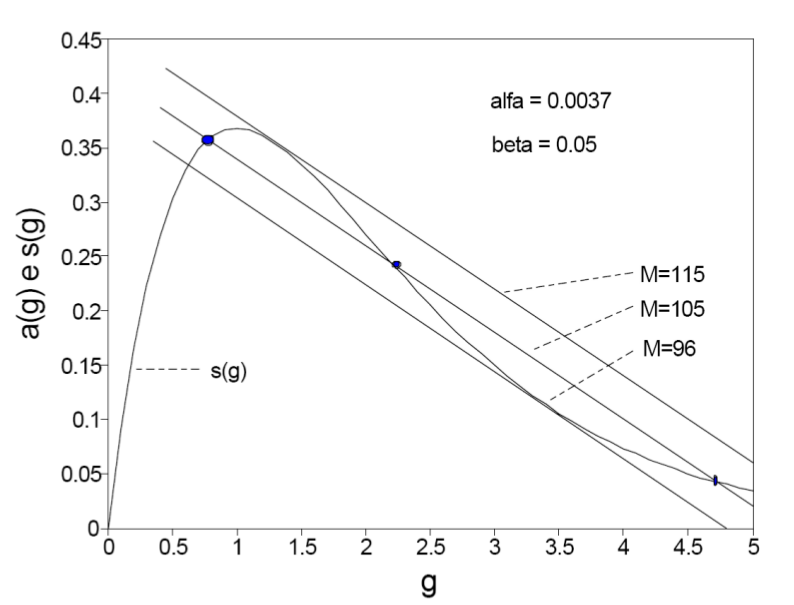 0.45
0.4
0.35
0.3
0.25
0.2
0.15
0.1
0.05
0
a(g) e s(g)
alfa = 0.0037
beta = 0.05
M=115
M=105
M=96
s(g)
0 0.5 1 1.5 2 2.5 3 3.5 4 4.5 5
g